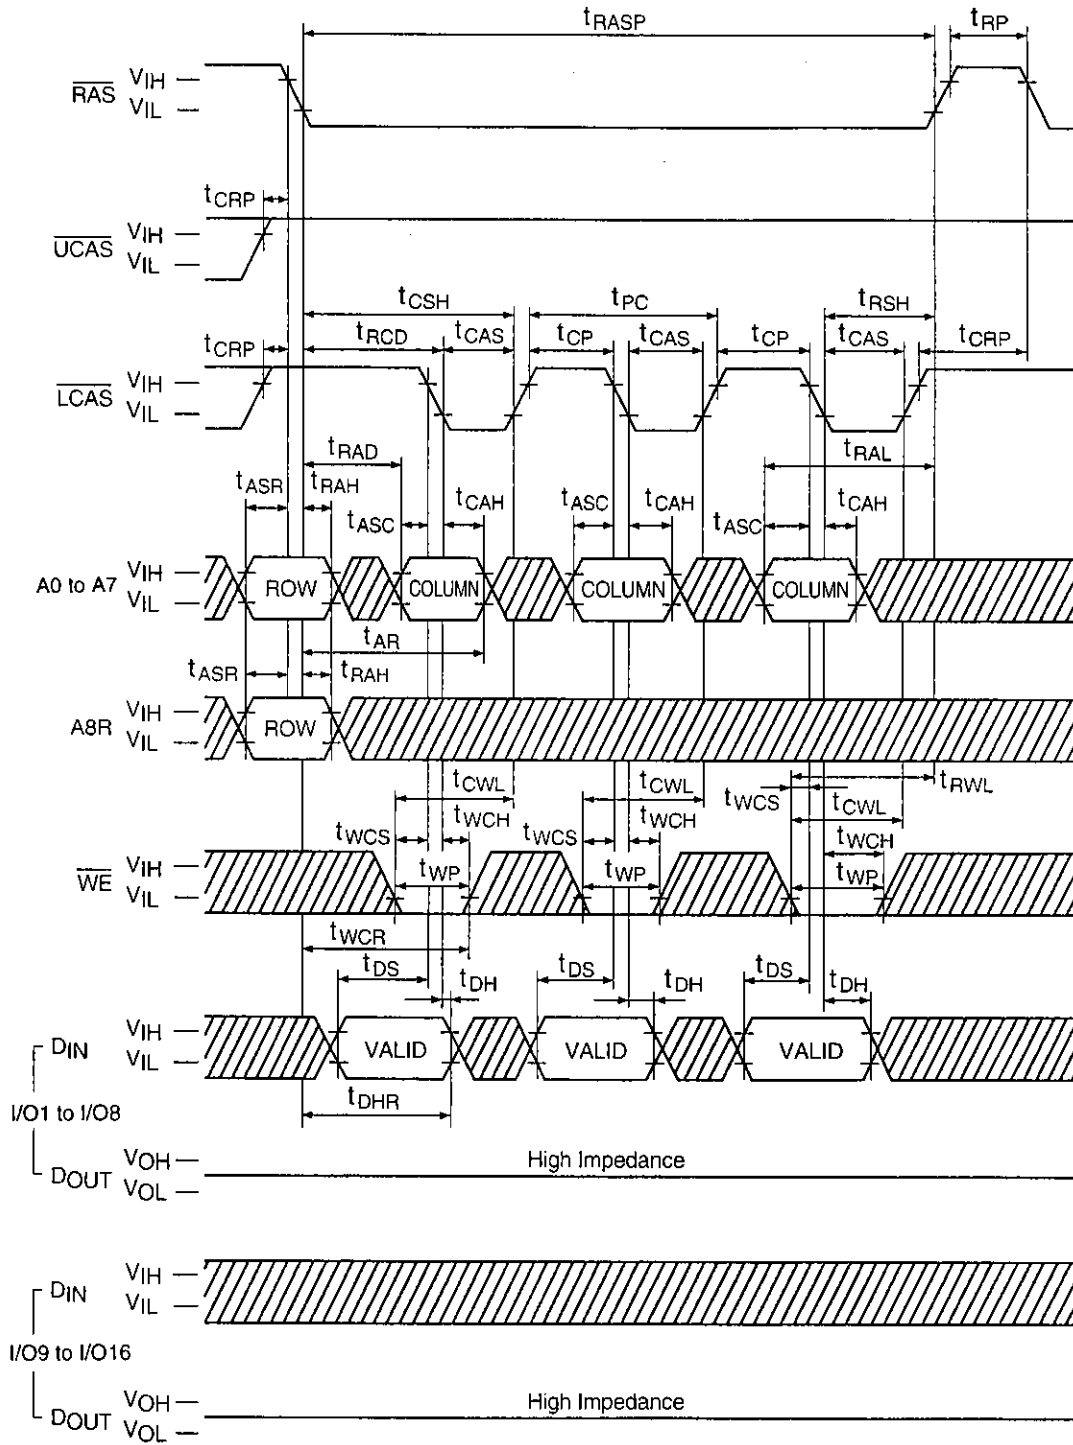 tRASP tRP
RAS VIH VIL
tCRP
UCAS VIH VIL
tCSH tPC tRSH
tCRP tRCD tCAS tCP tCAS tCP tCAS tCRP
LCAS VIH VIL
tRAD tRAL
tASR tRAH tASC tCAH tASC tCAH tASC tCAH
A0 to A7 VIH VIL ROW COLUMN COLUMN COLUMN
tAR
tASR tRAH
A8R VIH VIL ROW
tCWL tCWL tRWL
tWCS tCWL
tWCS tWCH tWCS tWCH tWCH
WE VIH VIL tWP tWP tWP
tWCR
tDS tDH tDS tDH tDS tDH
DIN VIH VIL VALID VALID VALID
tDHR
I/O1 to I/O8
DOUT VOH VOL High Impedance
DIN VIH VIL
I/O9 to I/O16
DOUT VOH VOL High Impedance